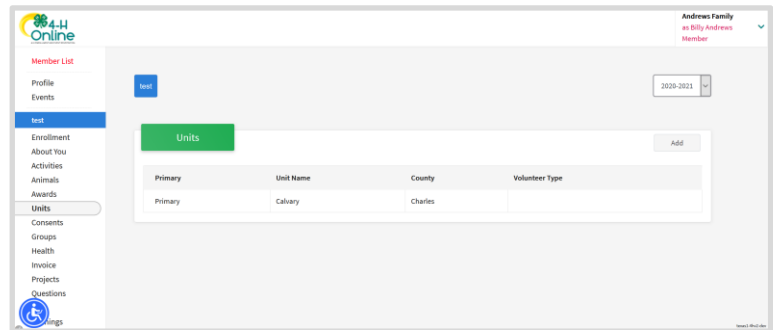 4-H
Online
Andrews Family
as Billy Andrews
Member
Member List
Profile
Events
test
Enrollment
About You
Activities
Animals
Awards
Units
Consents
Groups
Health
Invoice
Projects
Questions
ings
test
2020-2021
Units
Add
Primary Unit Name County Volunteer Type
Primary Calvary Charles